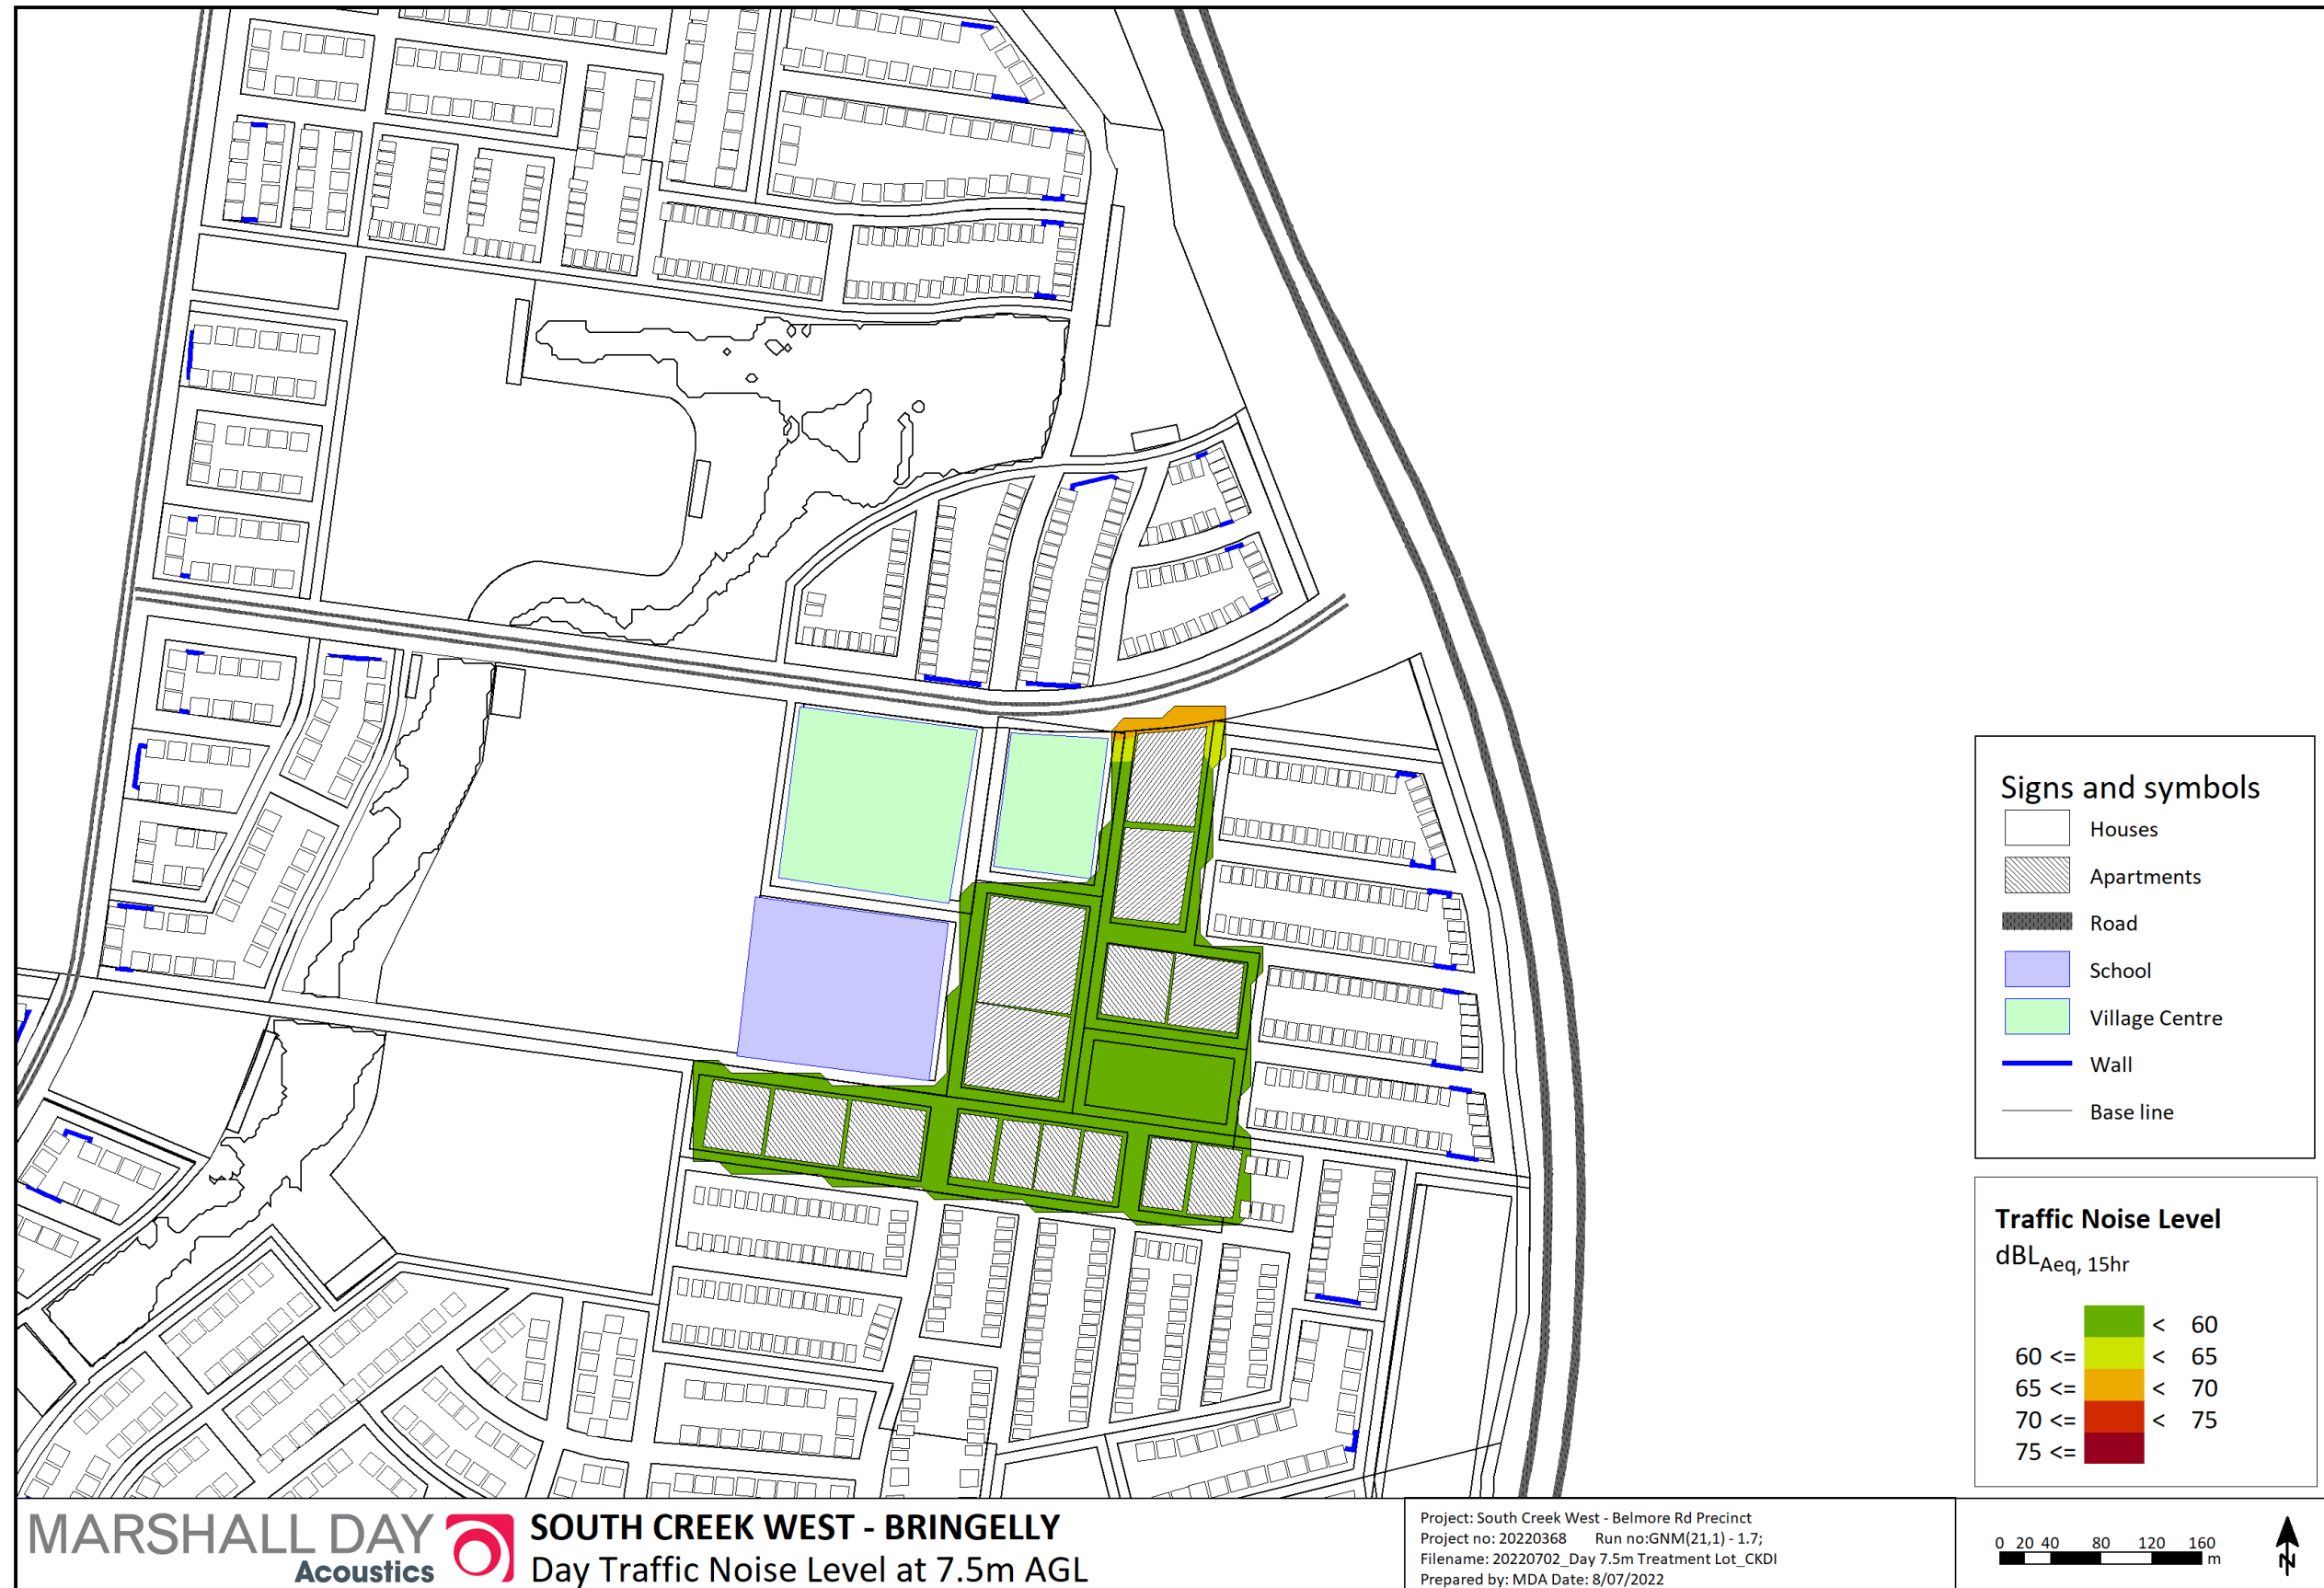 Signs and symbols
Houses
Apartments
Road
School
Village Centre
Wall
Base line
Traffic Noise Level
dBLAeq, 15hr
< 60
60 <= < 65
65 <= < 70
70 <= < 75
75 <=
MARSHALL DAY
Acoustics
SOUTH CREEK WEST - BRINGELLY
Day Traffic Noise Level at 7.5m AGL
Project: South Creek West - Belmore Rd Precinct
Project no: 20220368 Run no:GNM(21,1) - 1.7;
Filename: 20220702_Day 7.5m Treatment Lot_CKDI
Prepared by: MDA Date: 8/07/2022
0 20 40 80 120 160
m
N